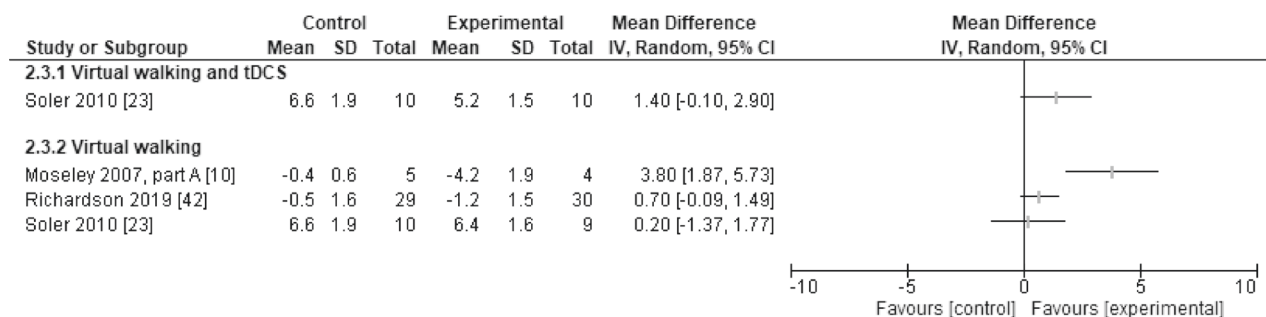 Control Experimental Mean Difference Mean Difference
Study or Subgroup Mean SD Total Mean SD Total IV, Random, 95% CI IV, Random, 95% CI
2.3.1 Virtual walking and tDCS
Soler 2010 [23] 6.6 1.9 10 5.2 1.5 10 1.40 [-0.10, 2.90]
2.3.2 Virtual walking
Moseley 2007, part A [10] -0.4 0.6 5 -4.2 1.9 4 3.80 [1.87, 5.73]
Richardson 2019 [42] -0.5 1.6 29 -1.2 1.5 30 0.70 [-0.09, 1.49]
Soler 2010 [23] 6.6 1.9 10 6.4 1.6 9 0.20 [-1.37, 1.77]
-10 -5 0 5 10
Favours [control] Favours [experimental]